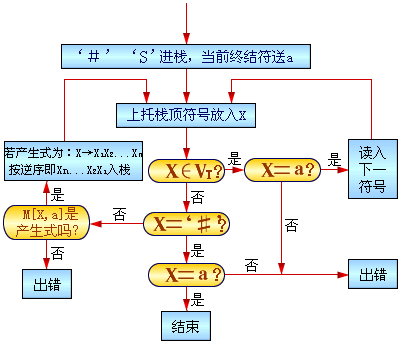 ‘#’ ‘S’进栈，当前终结符送a
上托栈顶符号放入X
若产生式为：X→X₁X₂...Xn
按逆序即Xn...X₂X₁入栈
X∈VT?
是
X=a?
是
读入
下一
符号
是
否
M[X,a]是
产生式吗?
否
X=‘#’?
否
否
是
出错
X=a?
否
出错
是
结束